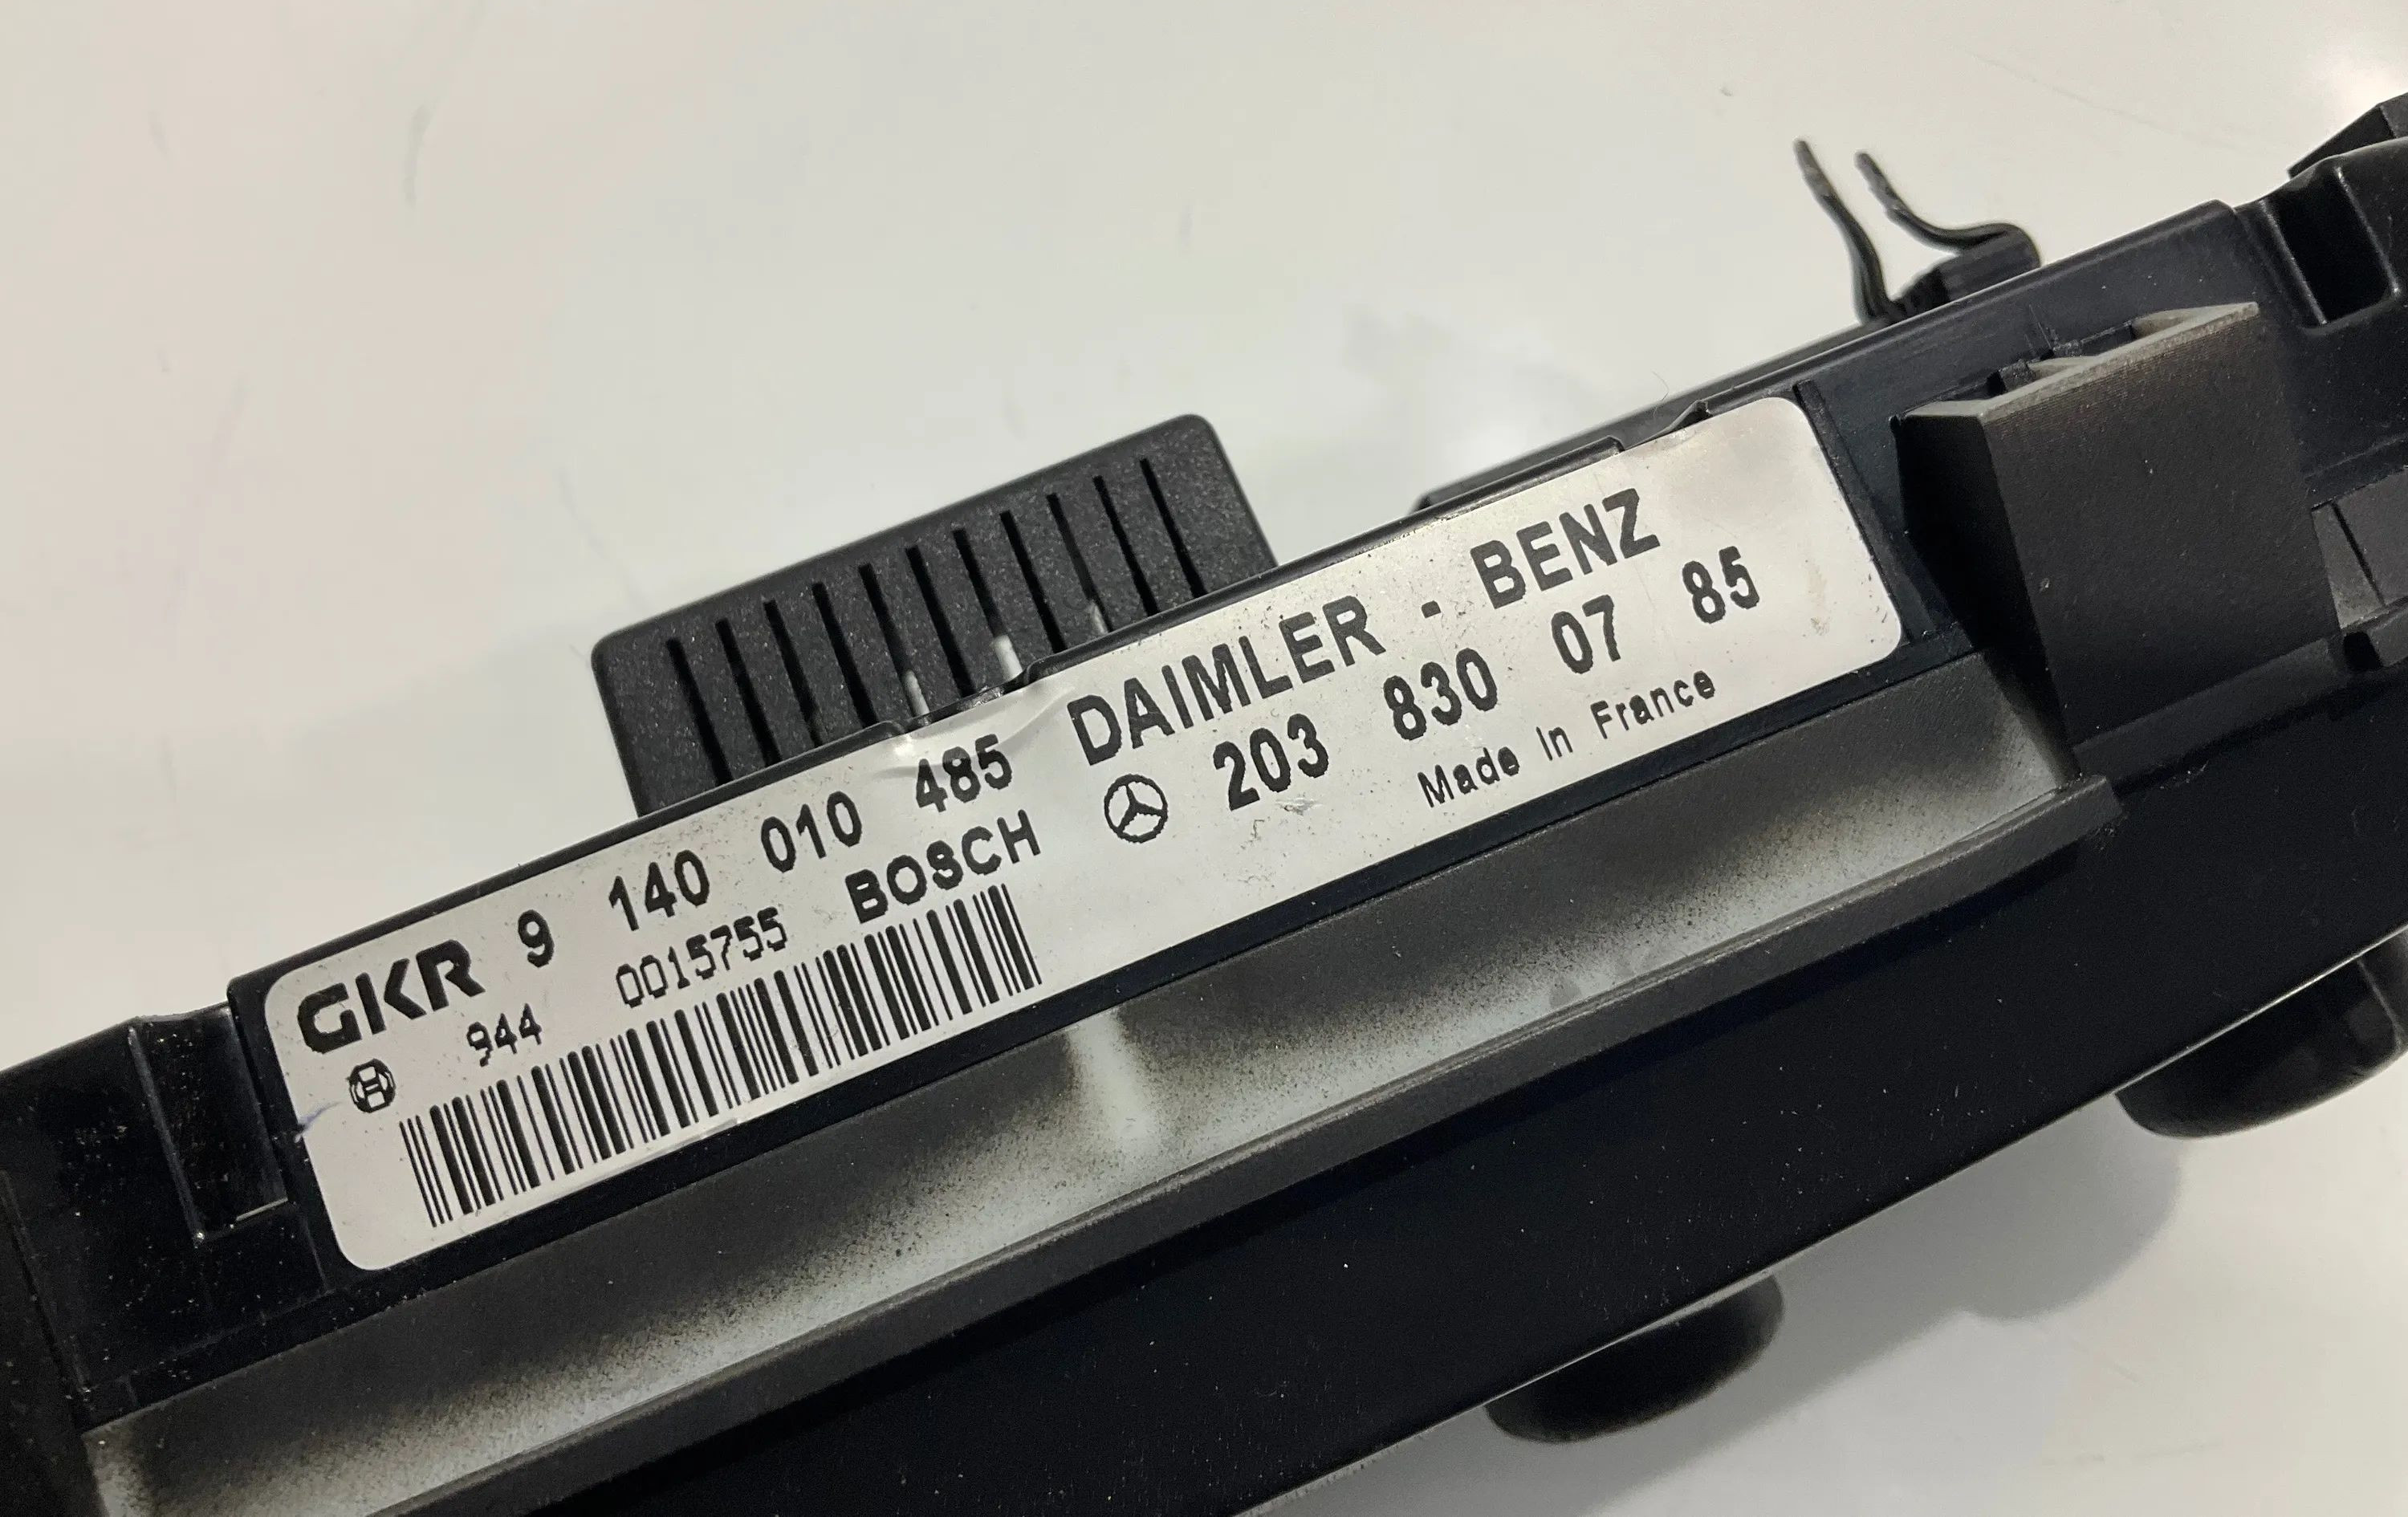 GKR 9 140 010 485
944 0015755 BOSCH
DAIMLER - BENZ
203 830 07 85
Made in France